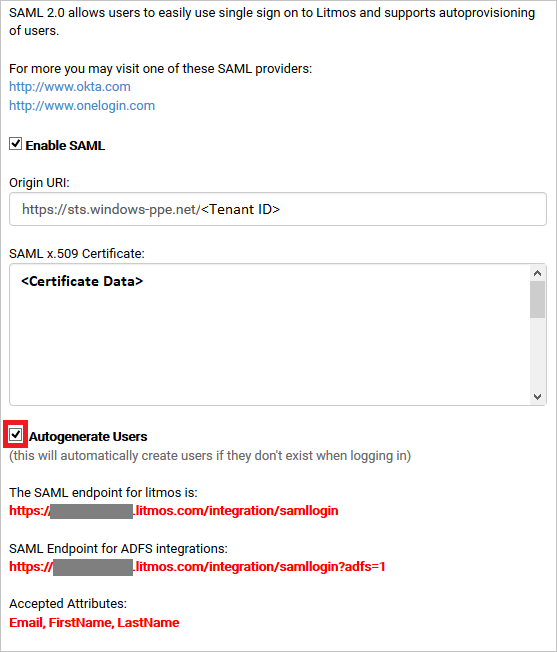 SAML 2.0 allows users to easily use single sign on to Litmos and supports autoprovisioning
of users.
For more you may visit one of these SAML providers:
http://www.okta.com
http://www.onelogin.com
Enable SAML
Origin URI:
https://sts.windows-ppe.net/<Tenant ID>
SAML x.509 Certificate:
<Certificate Data>
Autogenerate Users
(this will automatically create users if they don't exist when logging in)
The SAML endpoint for litmos is:
https:/ .litmos.com/integration/samllogin
SAML Endpoint for ADFS integrations:
https:/ .litmos.com/integration/samllogin?adfs=1
Accepted Attributes:
Email, FirstName, LastName